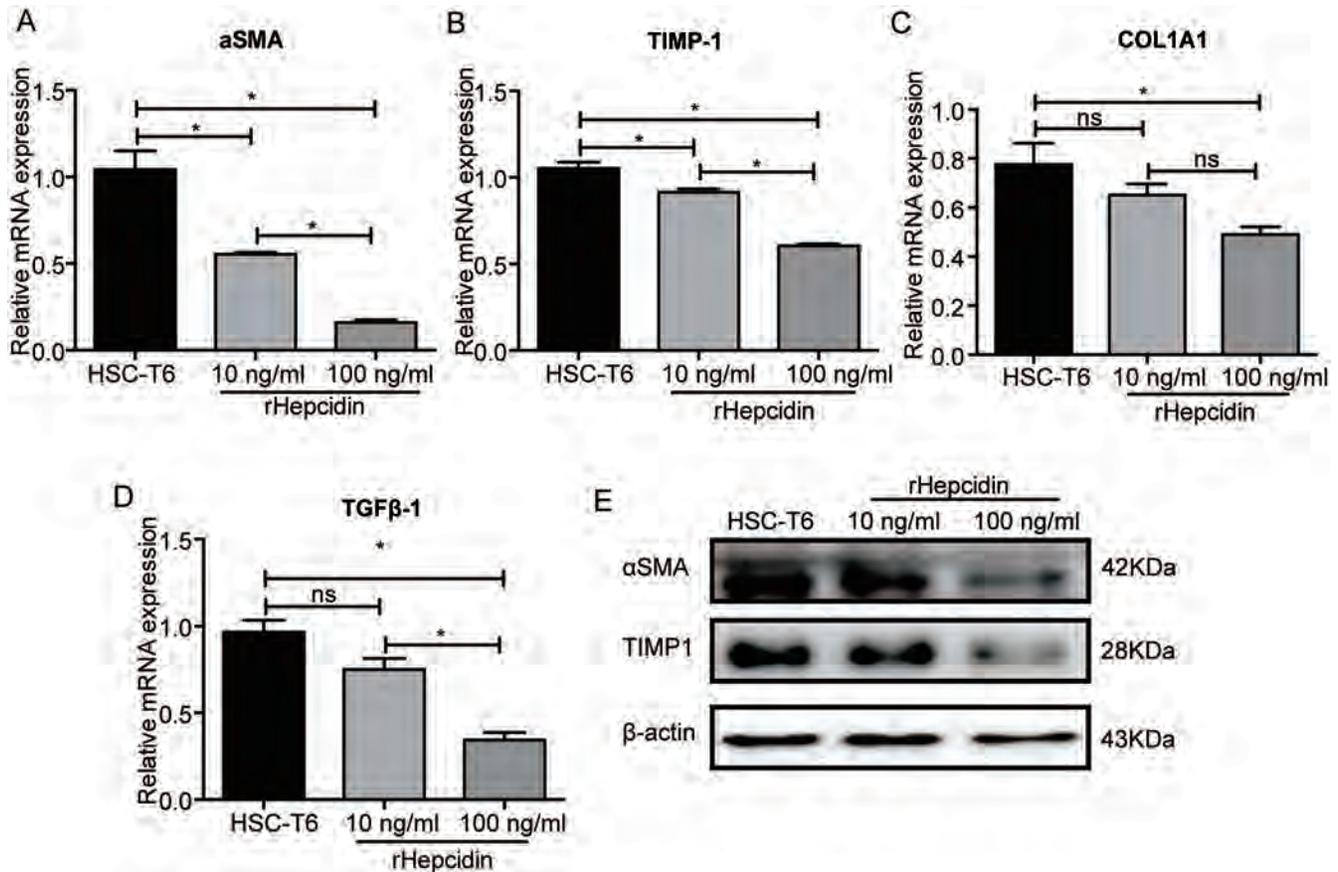 A
aSMA
Relative mRNA expression
1.5
1.0
0.5
0.0
*
*
*
HSC-T6 10 ng/ml 100 ng/ml
rHepcidin
B
TIMP-1
Relative mRNA expression
1.5
1.0
0.5
0.0
*
*
*
HSC-T6 10 ng/ml 100 ng/ml
rHepcidin
C
COL1A1
Relative mRNA expression
1.0
0.8
0.6
0.4
0.2
0.0
*
ns
ns
HSC-T6 10 ng/ml 100 ng/ml
rHepcidin
D
TGFβ-1
Relative mRNA expression
1.5
1.0
0.5
0.0
*
ns
*
HSC-T6 10 ng/ml 100 ng/ml
rHepcidin
E
rHepcidin
HSC-T6 10 ng/ml 100 ng/ml
αSMA 42KDa
TIMP1 28KDa
β-actin 43KDa